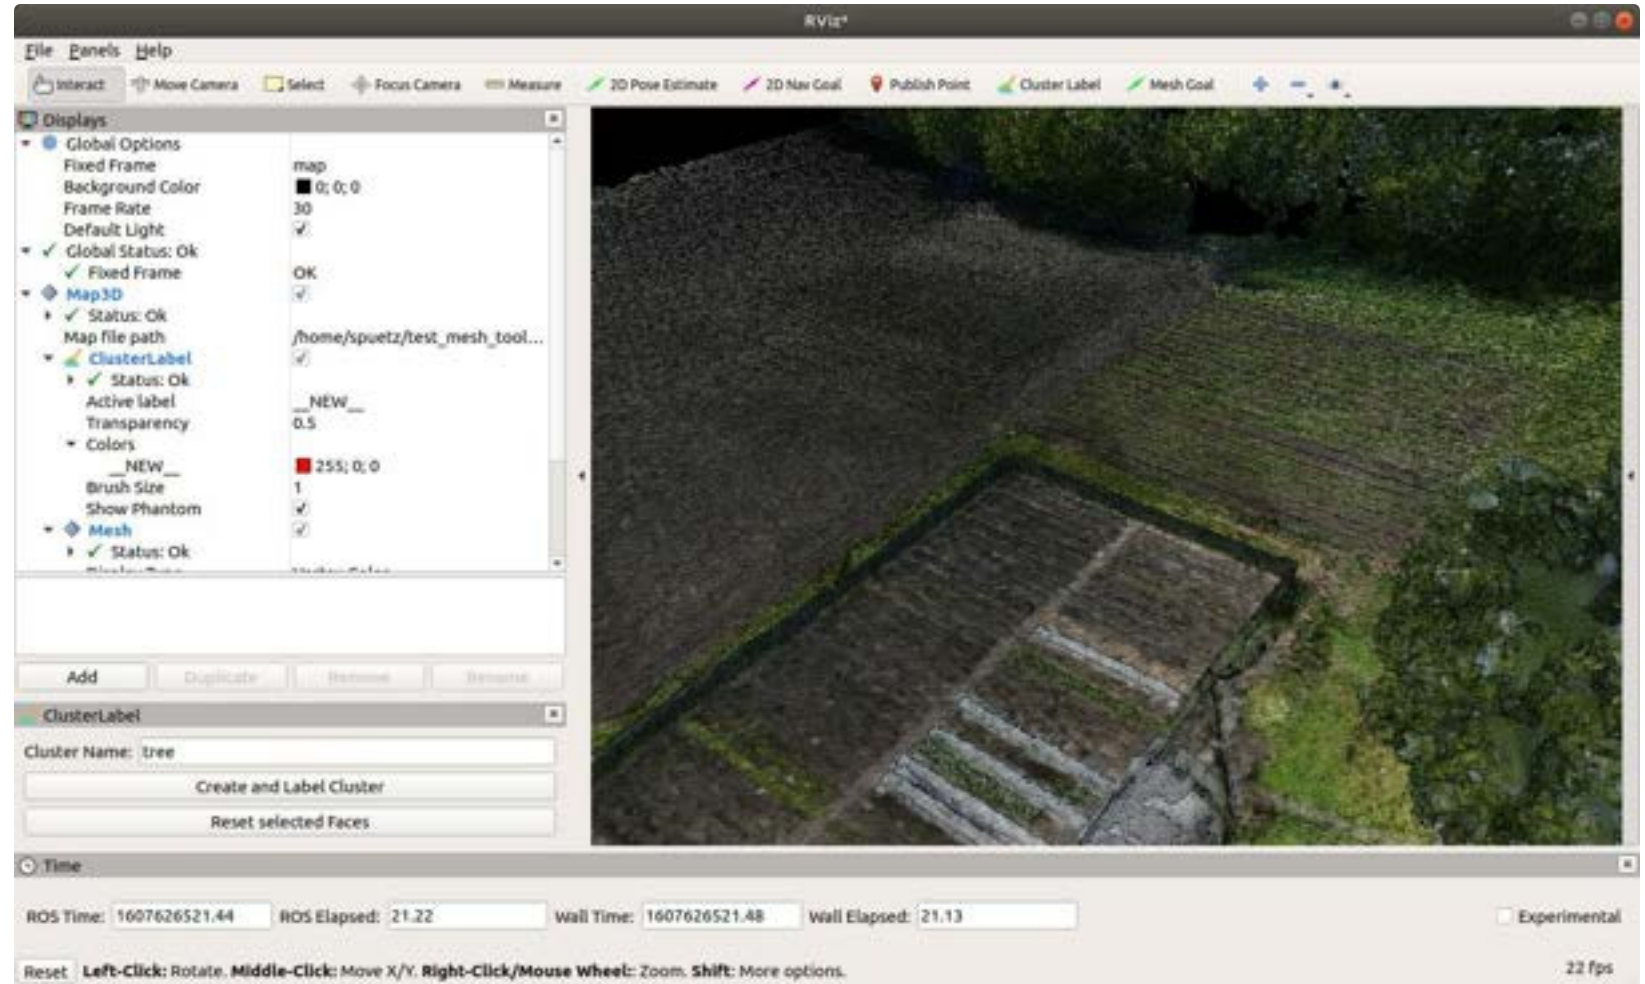 RViz*
File Panels Help
Interact Move Camera Select Focus Camera Measure 2D Pose Estimate 2D Nav Goal Publish Point Cluster Label Mesh Goal
Displays
Global Options
Fixed Frame map
Background Color 0; 0; 0
Frame Rate 30
Default Light
Global Status: Ok
Fixed Frame OK
Map3D
Status: Ok
Map file path /home/spuetz/test_mesh_tool...
ClusterLabel
Status: Ok
Active label __NEW__
Transparency 0.5
Colors
__NEW__ 255; 0; 0
Brush Size 1
Show Phantom
Mesh
Status: Ok
Display Type Vertex Color
Add Duplicate Remove Rename
ClusterLabel
Cluster Name: tree
Create and Label Cluster
Reset selected Faces
Time
ROS Time: 1607626521.44 ROS Elapsed: 21.22 Wall Time: 1607626521.48 Wall Elapsed: 21.13 Experimental
Reset Left-Click: Rotate. Middle-Click: Move X/Y. Right-Click/Mouse Wheel:: Zoom. Shift: More options. 22 fps